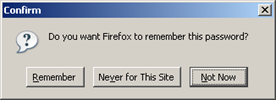 Confirm
Do you want Firefox to remember this password?
Remember
Never for This Site
Not Now